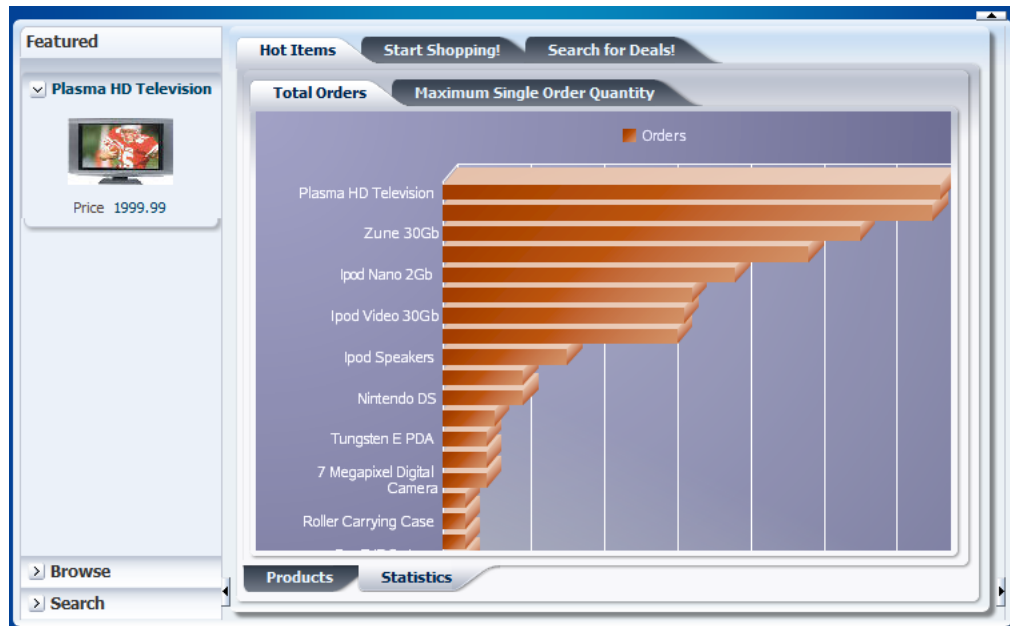 Featured
Plasma HD Television
Price 1999.99
Browse
Search
Hot Items
Start Shopping!
Search for Deals!
Total Orders
Maximum Single Order Quantity
Orders
Plasma HD Television
Zune 30Gb
Ipod Nano 2Gb
Ipod Video 30Gb
Ipod Speakers
Nintendo DS
Tungsten E PDA
7 Megapixel Digital
Camera
Roller Carrying Case
Products
Statistics